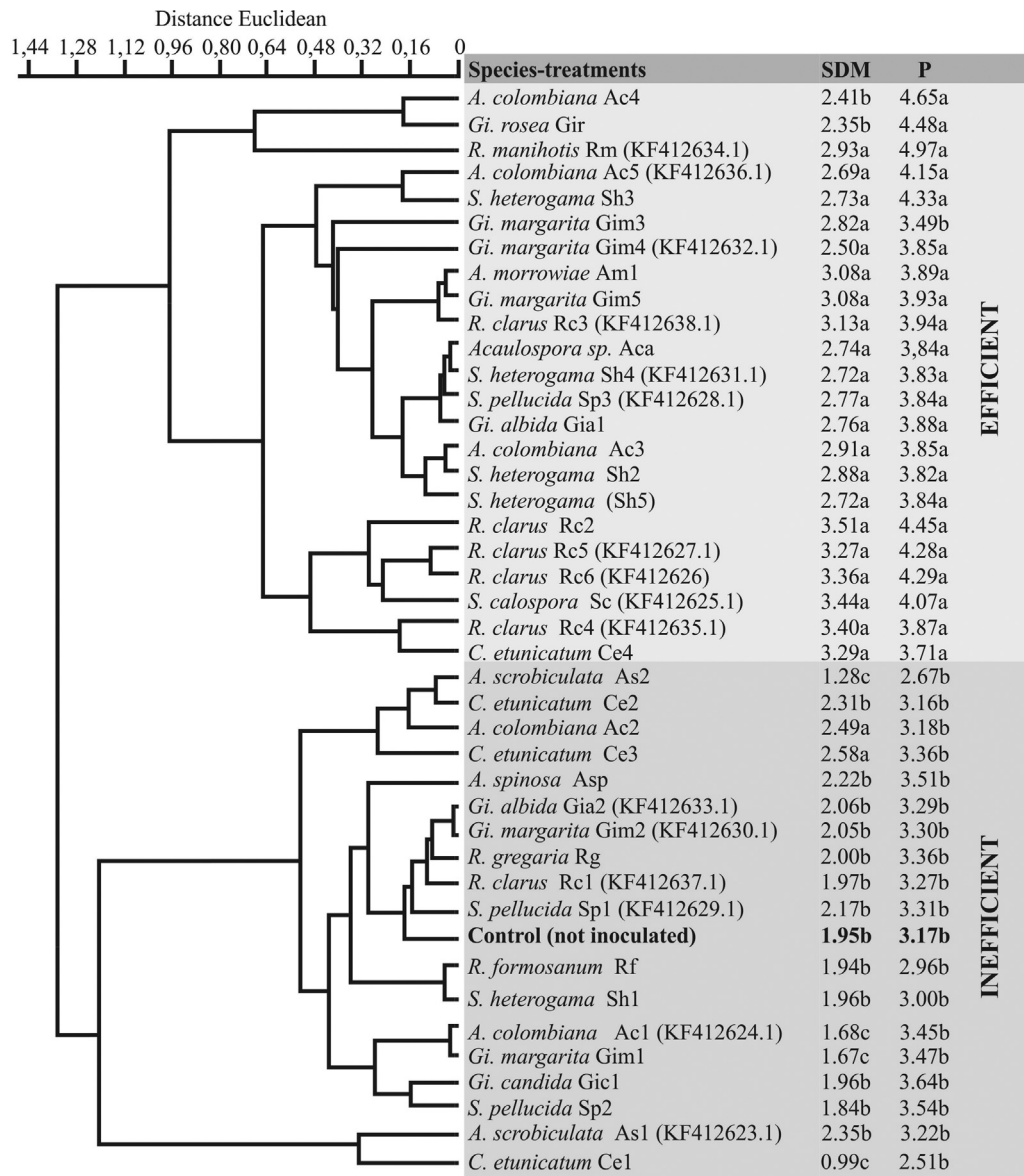 Distance Euclidean
1,44 1,28 1,12 0,96 0,80 0,64 0,48 0,32 0,16 0
Species-treatments SDM P
A. colombiana Ac4 2.41b 4.65a
Gi. rosea Gir 2.35b 4.48a
R. manihotis Rm (KF412634.1) 2.93a 4.97a
A. colombiana Ac5 (KF412636.1) 2.69a 4.15a
S. heterogama Sh3 2.73a 4.33a
Gi. margarita Gim3 2.82a 3.49b
Gi. margarita Gim4 (KF412632.1) 2.50a 3.85a
A. morrowiae Am1 3.08a 3.89a
Gi. margarita Gim5 3.08a 3.93a
R. clarus Rc3 (KF412638.1) 3.13a 3.94a
Acaulospora sp. Aca 2.74a 3,84a
S. heterogama Sh4 (KF412631.1) 2.72a 3.83a
S. pellucida Sp3 (KF412628.1) 2.77a 3.84a
Gi. albida Gia1 2.76a 3.88a
A. colombiana Ac3 2.91a 3.85a
S. heterogama Sh2 2.88a 3.82a
S. heterogama (Sh5) 2.72a 3.84a
R. clarus Rc2 3.51a 4.45a
R. clarus Rc5 (KF412627.1) 3.27a 4.28a
R. clarus Rc6 (KF412626) 3.36a 4.29a
S. calospora Sc (KF412625.1) 3.44a 4.07a
R. clarus Rc4 (KF412635.1) 3.40a 3.87a
C. etunicatum Ce4 3.29a 3.71a
EFFICIENT
A. scrobiculata As2 1.28c 2.67b
C. etunicatum Ce2 2.31b 3.16b
A. colombiana Ac2 2.49a 3.18b
C. etunicatum Ce3 2.58a 3.36b
A. spinosa Asp 2.22b 3.51b
Gi. albida Gia2 (KF412633.1) 2.06b 3.29b
Gi. margarita Gim2 (KF412630.1) 2.05b 3.30b
R. gregaria Rg 2.00b 3.36b
R. clarus Rc1 (KF412637.1) 1.97b 3.27b
S. pellucida Sp1 (KF412629.1) 2.17b 3.31b
Control (not inoculated) 1.95b 3.17b
R. formosanum Rf 1.94b 2.96b
S. heterogama Sh1 1.96b 3.00b
A. colombiana Ac1 (KF412624.1) 1.68c 3.45b
Gi. margarita Gim1 1.67c 3.47b
Gi. candida Gic1 1.96b 3.64b
S. pellucida Sp2 1.84b 3.54b
A. scrobiculata As1 (KF412623.1) 2.35b 3.22b
C. etunicatum Ce1 0.99c 2.51b
INEFFICIENT